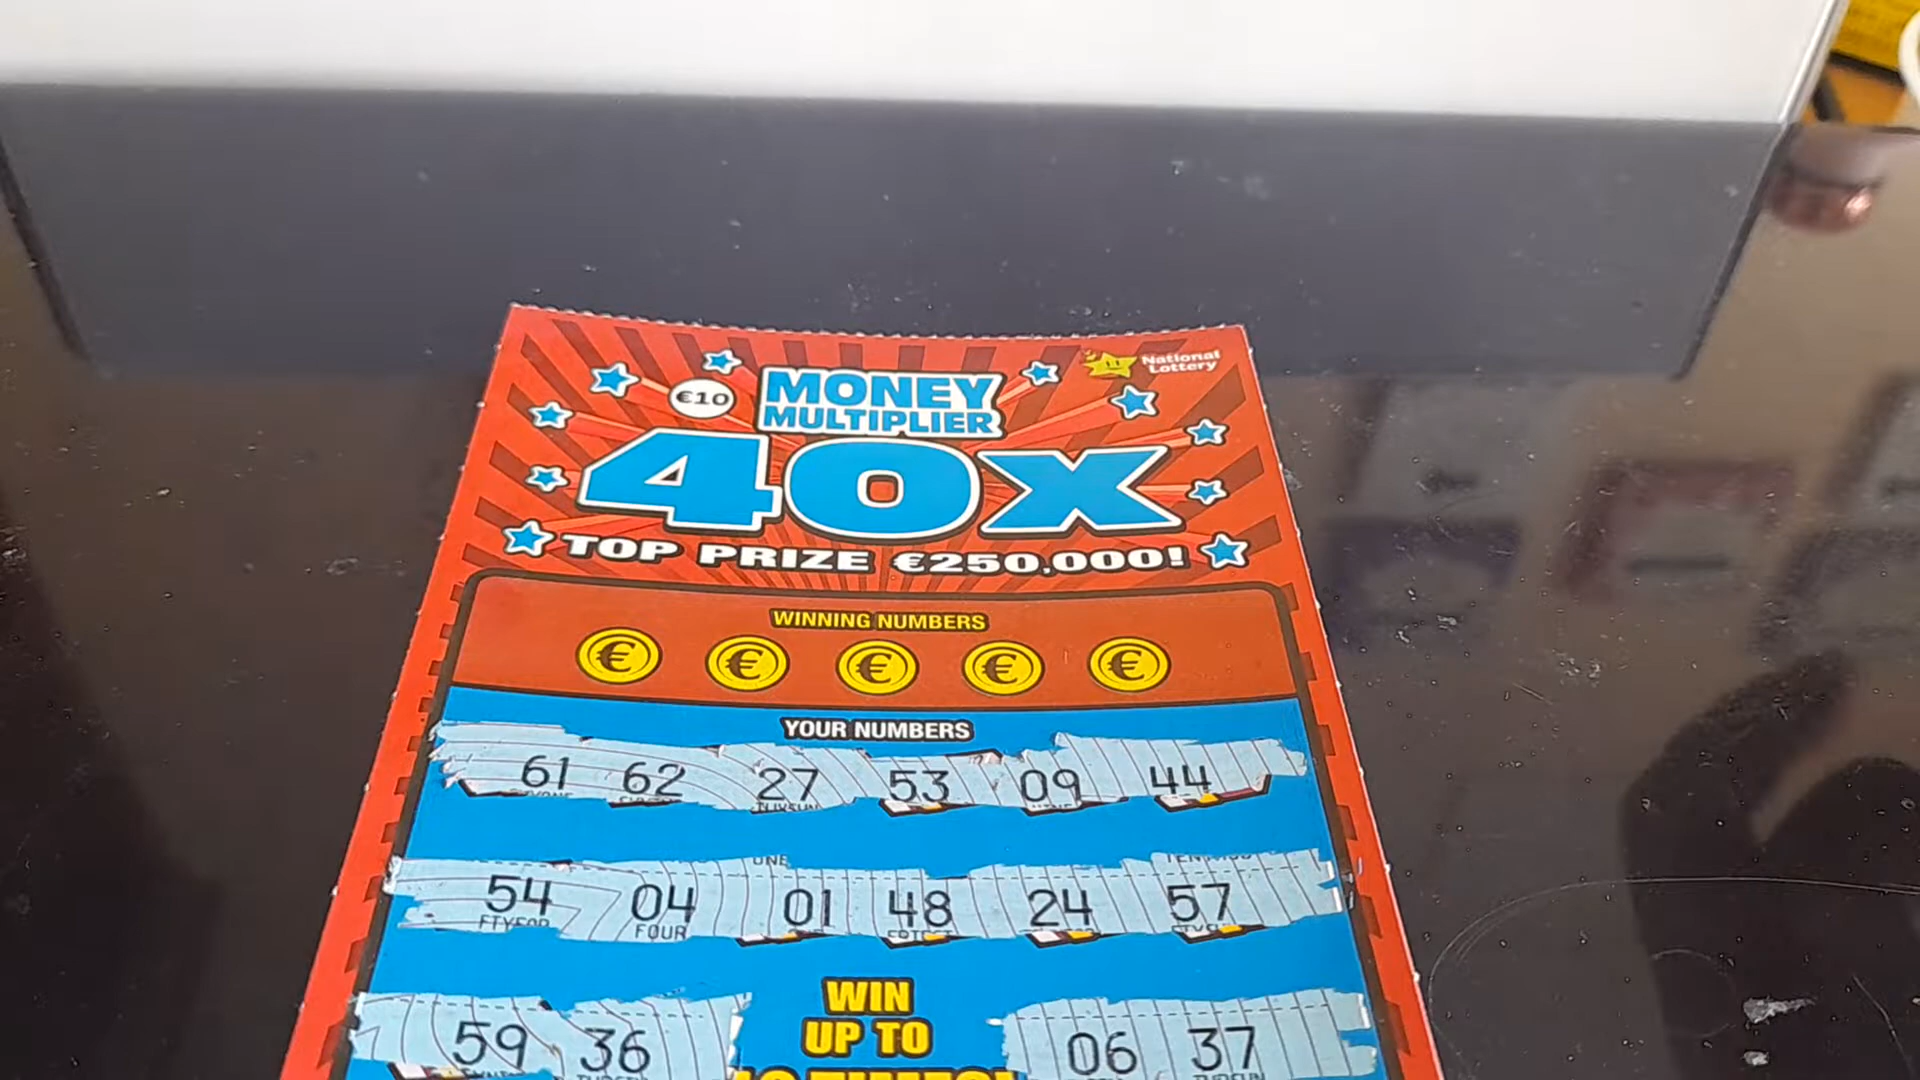 National
Lottery
€10
MONEY
MULTIPLIER
40X
TOP PRIZE €250,000!
WINNING NUMBERS
€ € € € €
YOUR NUMBERS
61 62 27 53 09 44
ONE
54 04 01 48 24 57
FOUR
WIN
UP TO
59 36 06 37